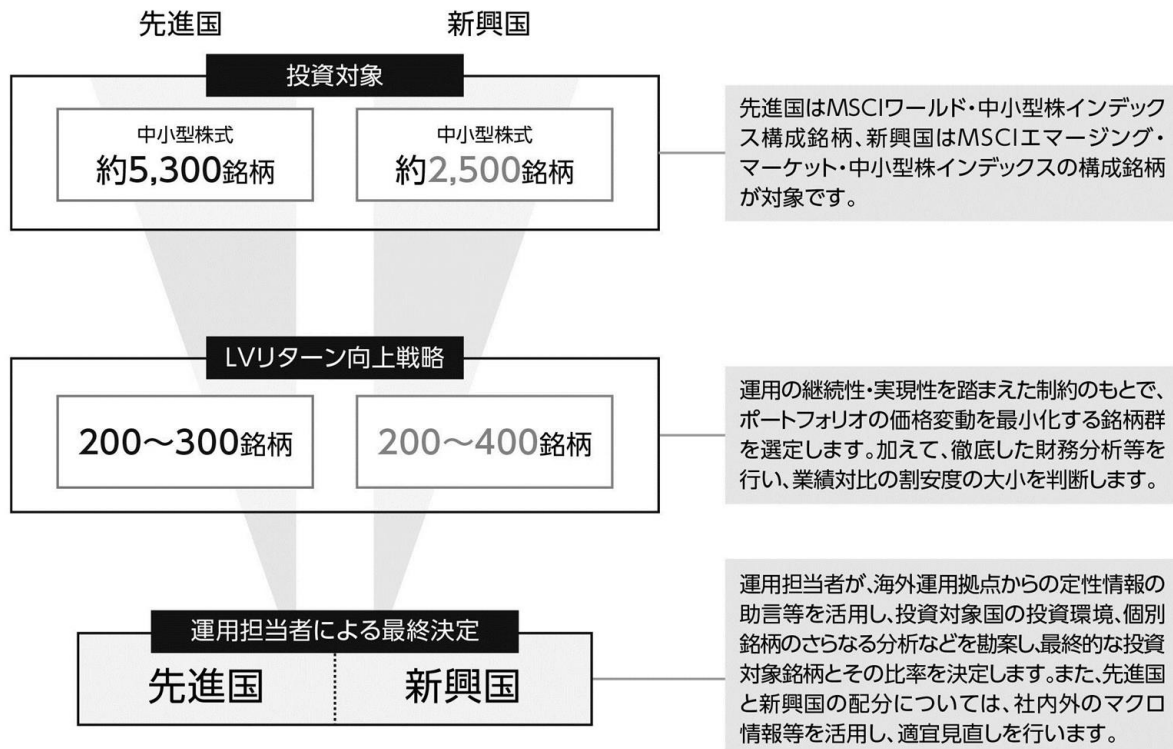 先進国
新興国
投資対象
中小型株式
約5,300銘柄
中小型株式
約2,500銘柄
先進国はMSCIワールド・中小型株インデック
ス構成銘柄、新興国はMSCIエマージング・
マーケット・中小型株インデックスの構成銘柄
が対象です。
LVリターン向上戦略
200〜300銘柄
200〜400銘柄
運用の継続性・実現性を踏まえた制約のもとで、
ポートフォリオの価格変動を最小化する銘柄群
を選定します。加えて、徹底した財務分析等を
行い、業績対比の割安度の大小を判断します。
運用担当者による最終決定
先進国
新興国
運用担当者が、海外運用拠点からの定性情報の
助言等を活用し、投資対象国の投資環境、個別
銘柄のさらなる分析などを勘案し、最終的な投資
対象銘柄とその比率を決定します。また、先進国
と新興国の配分については、社内外のマクロ
情報等を活用し、適宜見直しを行います。